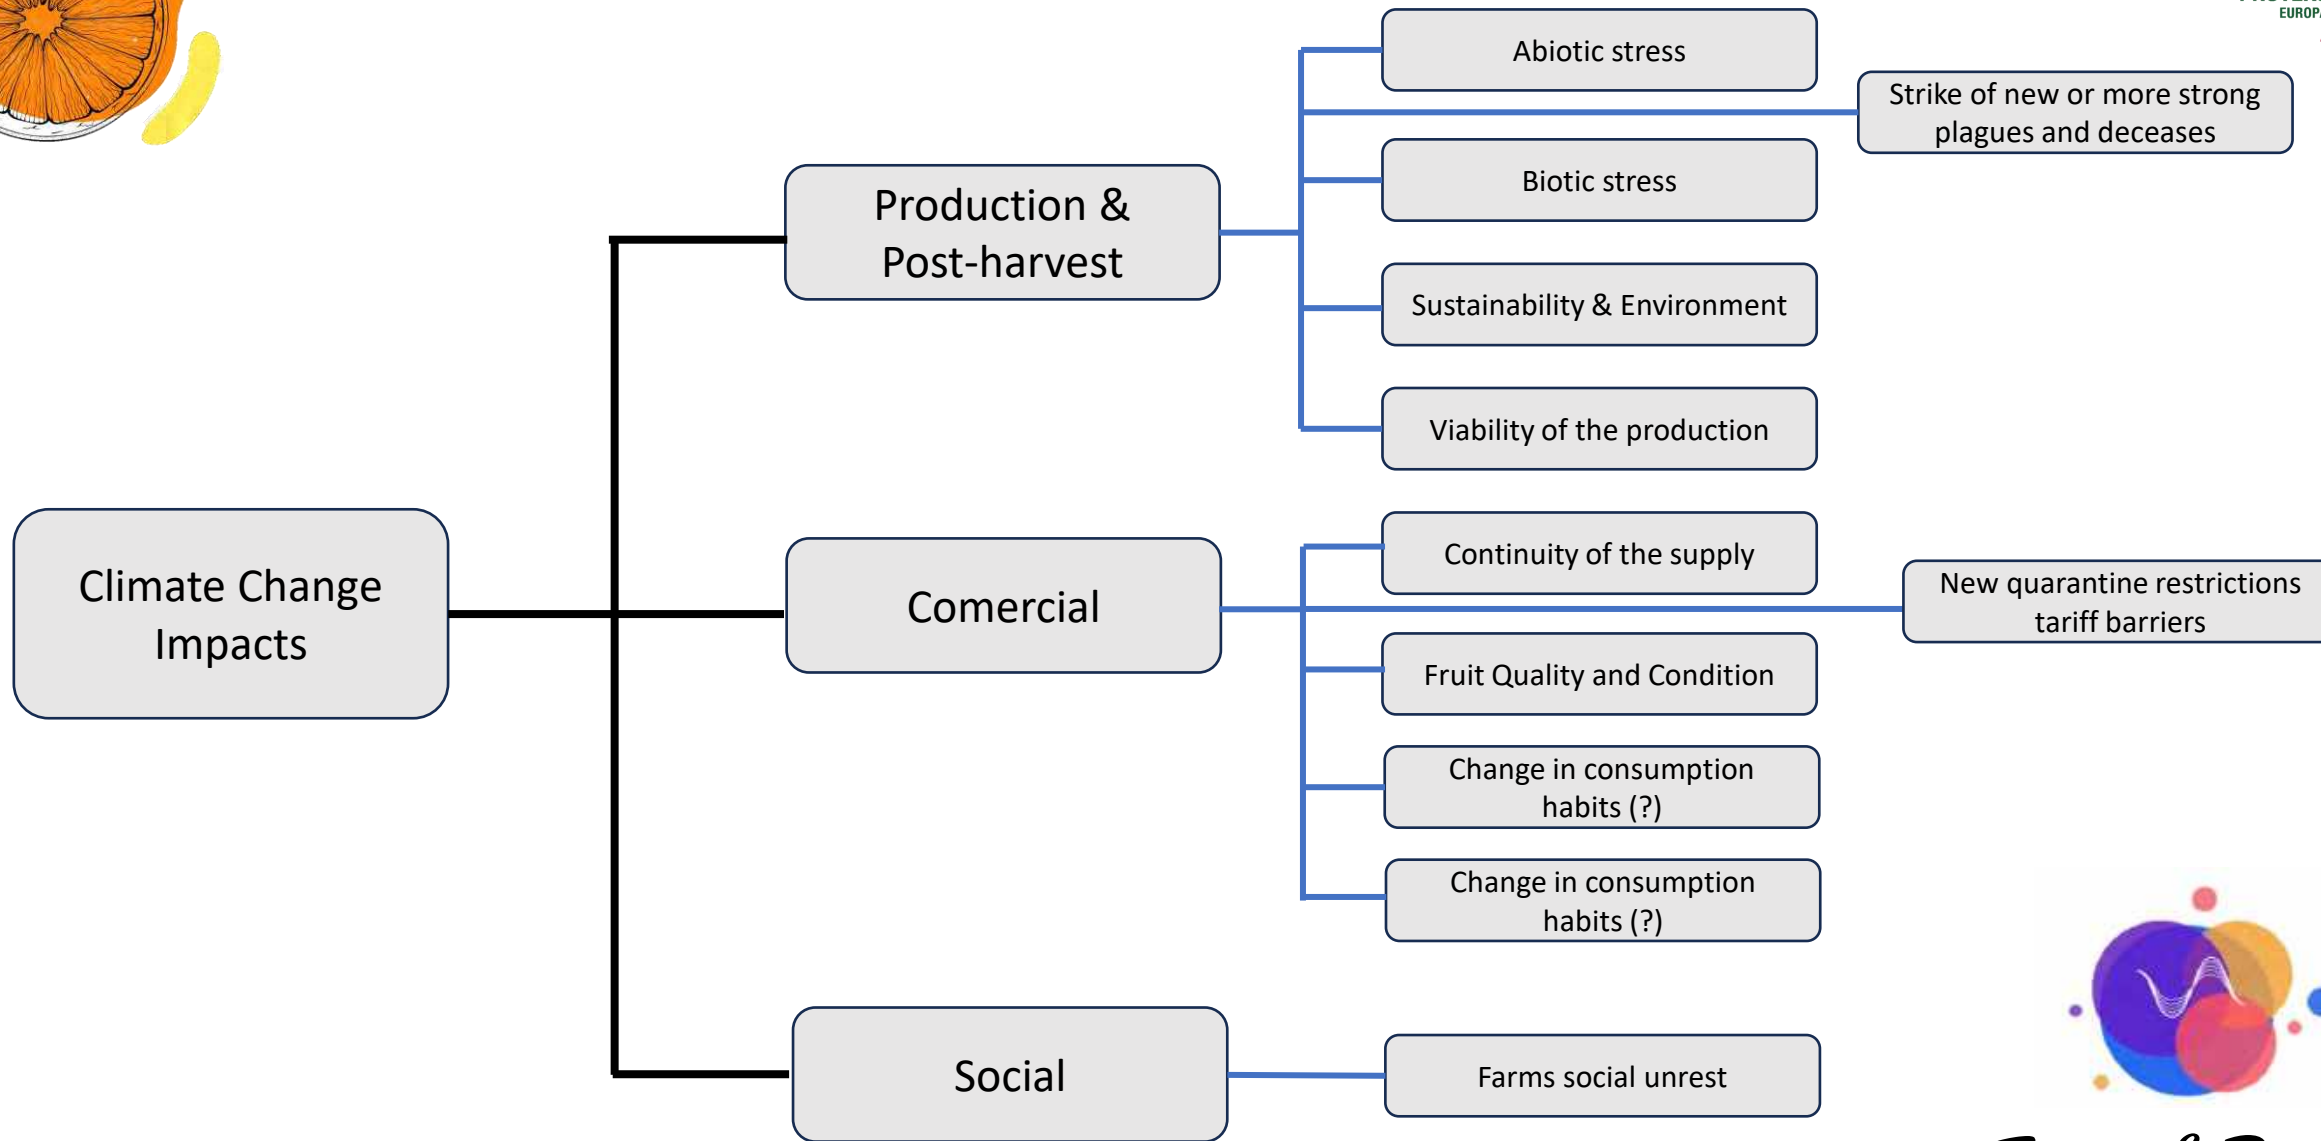 EUROPA
Abiotic stress
Strike of new or more strong
plagues and deceases
Biotic stress
Production &
Post-harvest
Sustainability & Environment
Viability of the production
Continuity of the supply
New quarantine restrictions
tariff barriers
Climate Change
Impacts
Comercial
Fruit Quality and Condition
Change in consumption
habits (?)
Change in consumption
habits (?)
Social
Farms social unrest